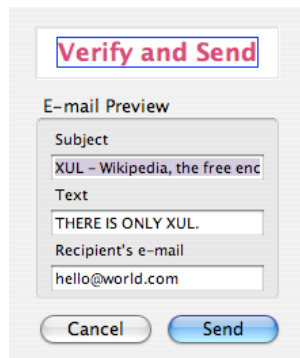 Verify and Send
E-mail Preview
Subject
XUL – Wikipedia, the free enc
Text
THERE IS ONLY XUL.
Recipient's e-mail
hello@world.com
Cancel Send